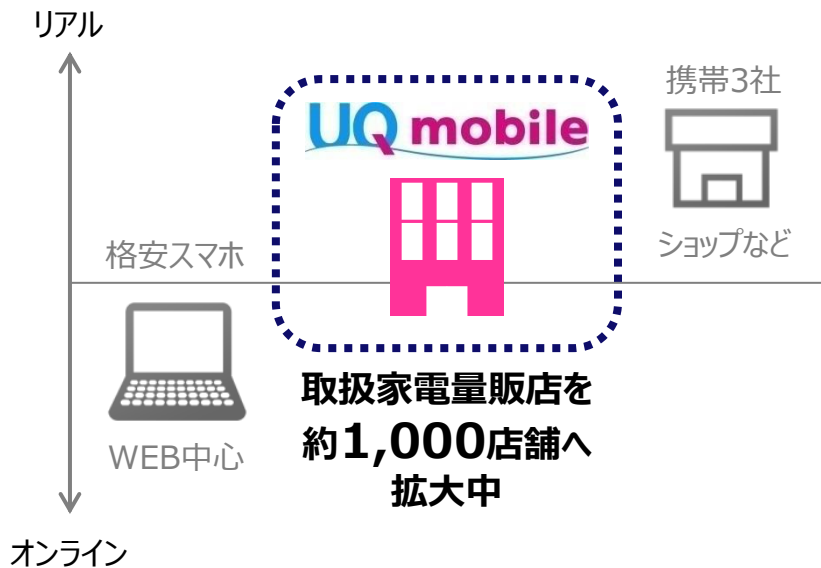 リアル
携帯3社
UQ mobile
ショップなど
格安スマホ
WEB中心
取扱家電量販店を
約1,000店舗へ
拡大中
オンライン